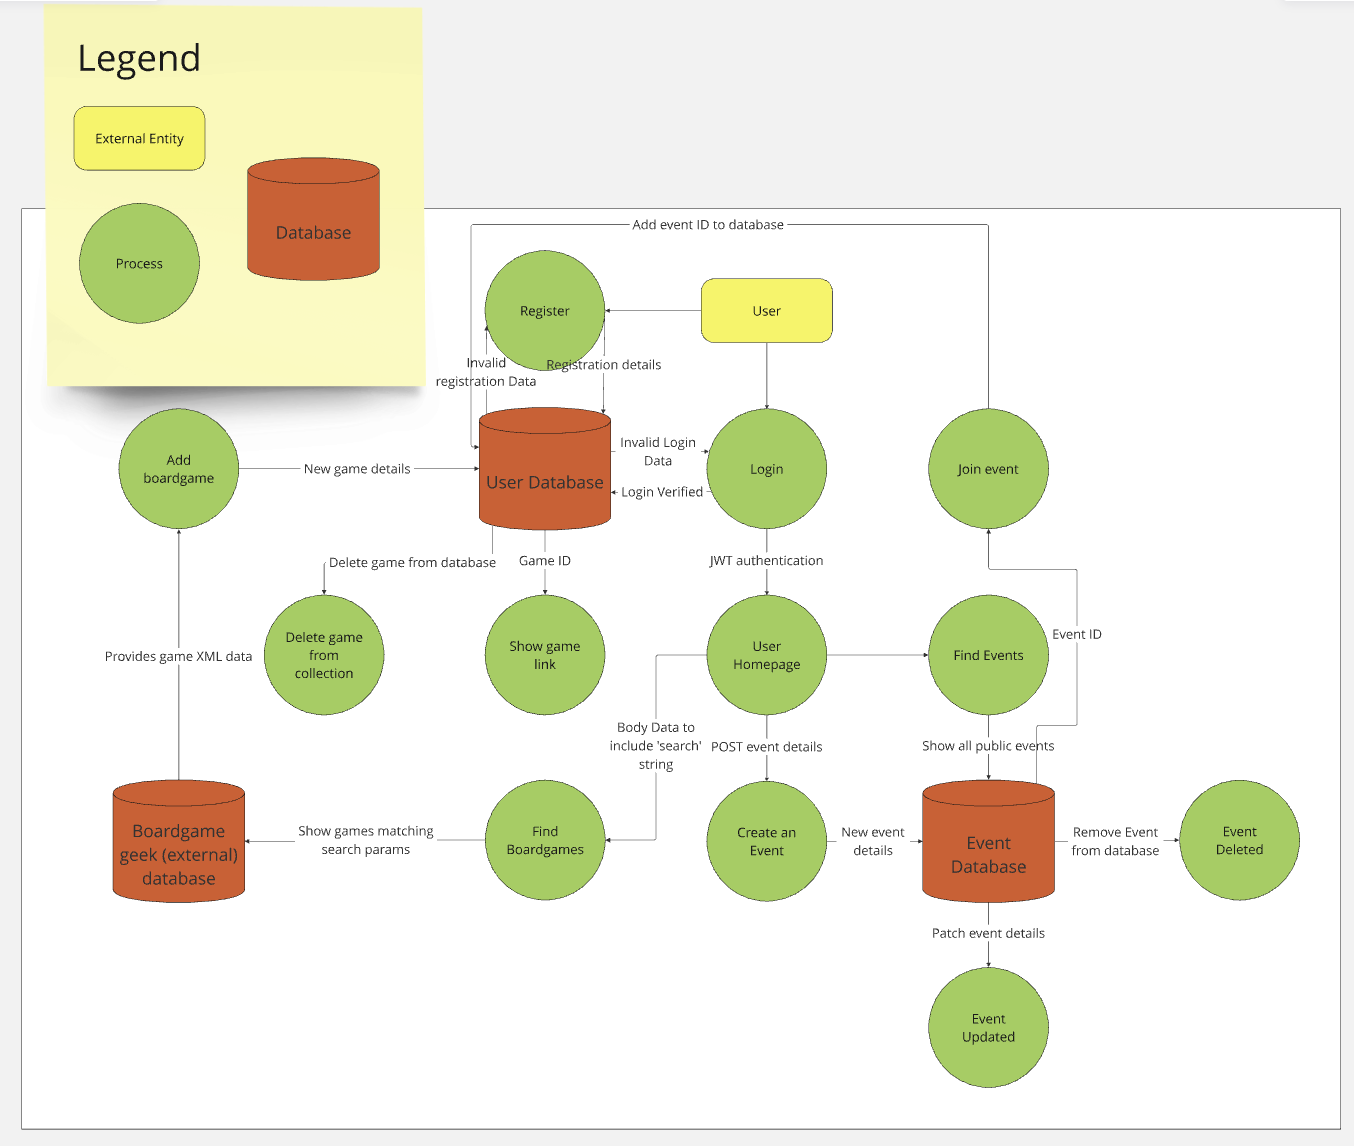 Legend
External Entity
Database
Process
Add event ID to database
Register
User
Invalid
registration Data
Registration details
Add
boardgame
New game details
User Database
Invalid Login
Data
Login Verified
Login
Join event
Delete game from database
Game ID
JWT authentication
Event ID
Provides game XML data
Delete game
from
collection
Show game
link
User
Homepage
Find Events
Body Data to
include 'search'
string
POST event details
Show all public events
Boardgame
geek (external)
database
Show games matching
search params
Find
Boardgames
Create an
Event
New event
details
Event
Database
Remove Event
from database
Event
Deleted
Patch event details
Event
Updated